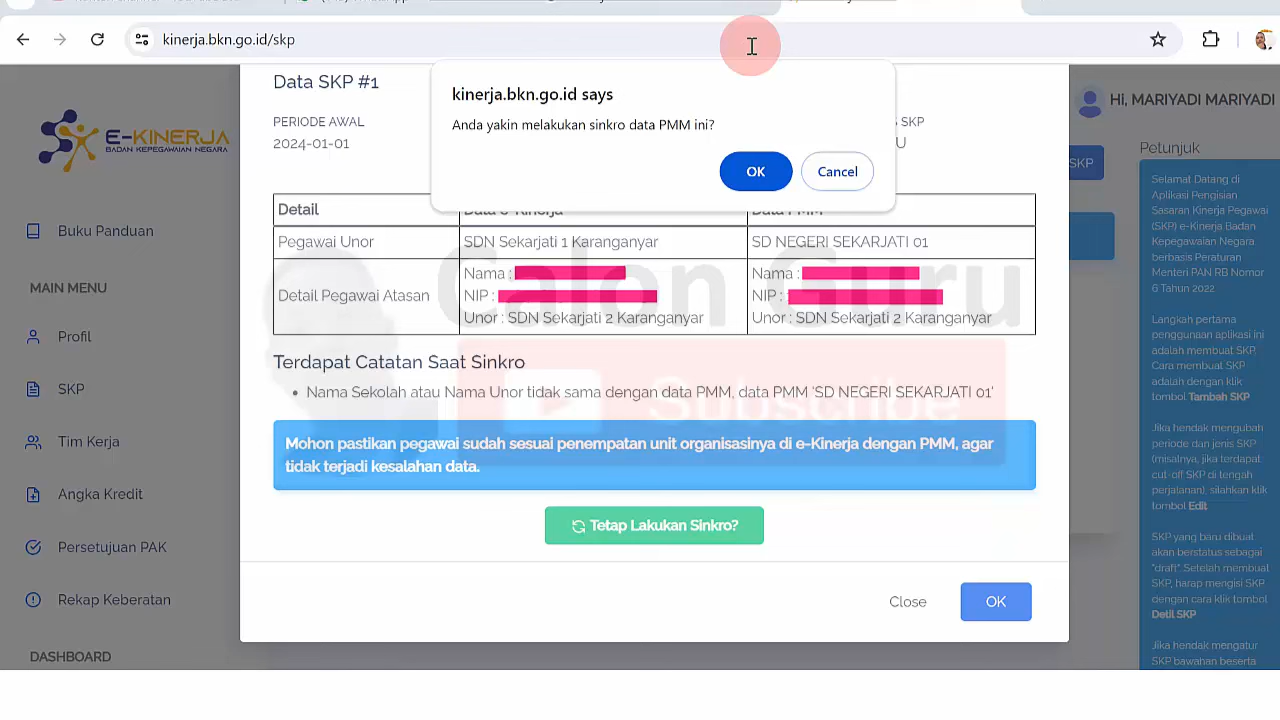 kinerja.bkn.go.id/skp
kinerja.bkn.go.id says
Anda yakin melakukan sinkro data PMM ini?
OK
Cancel
Data SKP #1
PERIODE AWAL
2024-01-01
SKP
U
Detail
Data e-Kinerja
Data PMM
Pegawai Unor
SDN Sekarjati 1 Karanganyar
SD NEGERI SEKARJATI 01
Detail Pegawai Atasan
Nama :
NIP :
Unor : SDN Sekarjati 2 Karanganyar
Nama :
NIP :
Unor : SDN Sekarjati 2 Karanganyar
Calon Guru
Subscribe
Terdapat Catatan Saat Sinkro
• Nama Sekolah atau Nama Unor tidak sama dengan data PMM, data PMM 'SD NEGERI SEKARJATI 01'
Mohon pastikan pegawai sudah sesuai penempatan unit organisasinya di e-Kinerja dengan PMM, agar
tidak terjadi kesalahan data.
Tetap Lakukan Sinkro?
Close
OK
E-KINERJA
BADAN KEPEGAWAIAN NEGARA
Buku Panduan
MAIN MENU
Profil
SKP
Tim Kerja
Angka Kredit
Persetujuan PAK
Rekap Keberatan
DASHBOARD
Hi, MARIYADI MARIYADI
SKP
Petunjuk
Selamat Datang di
Aplikasi Pengisian
Sasaran Kinerja Pegawai
(SKP) e-Kinerja Badan
Kepegawaian Negara
berbasis Peraturan
Menteri PAN RB Nomor
6 Tahun 2022
Langkah pertama
penggunaan aplikasi ini
adalah membuat SKP.
Cara membuat SKP
adalah dengan klik
tombol Tambah SKP
Jika hendak mengubah
periode dan jenis SKP
(misalnya, jika terdapat
cut-off SKP di tengah
perjalanan), silahkan klik
tombol Edit
SKP yang baru dibuat
akan berstatus sebagai
"draft".Setelah membuat
SKP, harap mengisi SKP
dengan cara klik tombol
Detil SKP
Jika hendak mengatur
SKP bawahan beserta